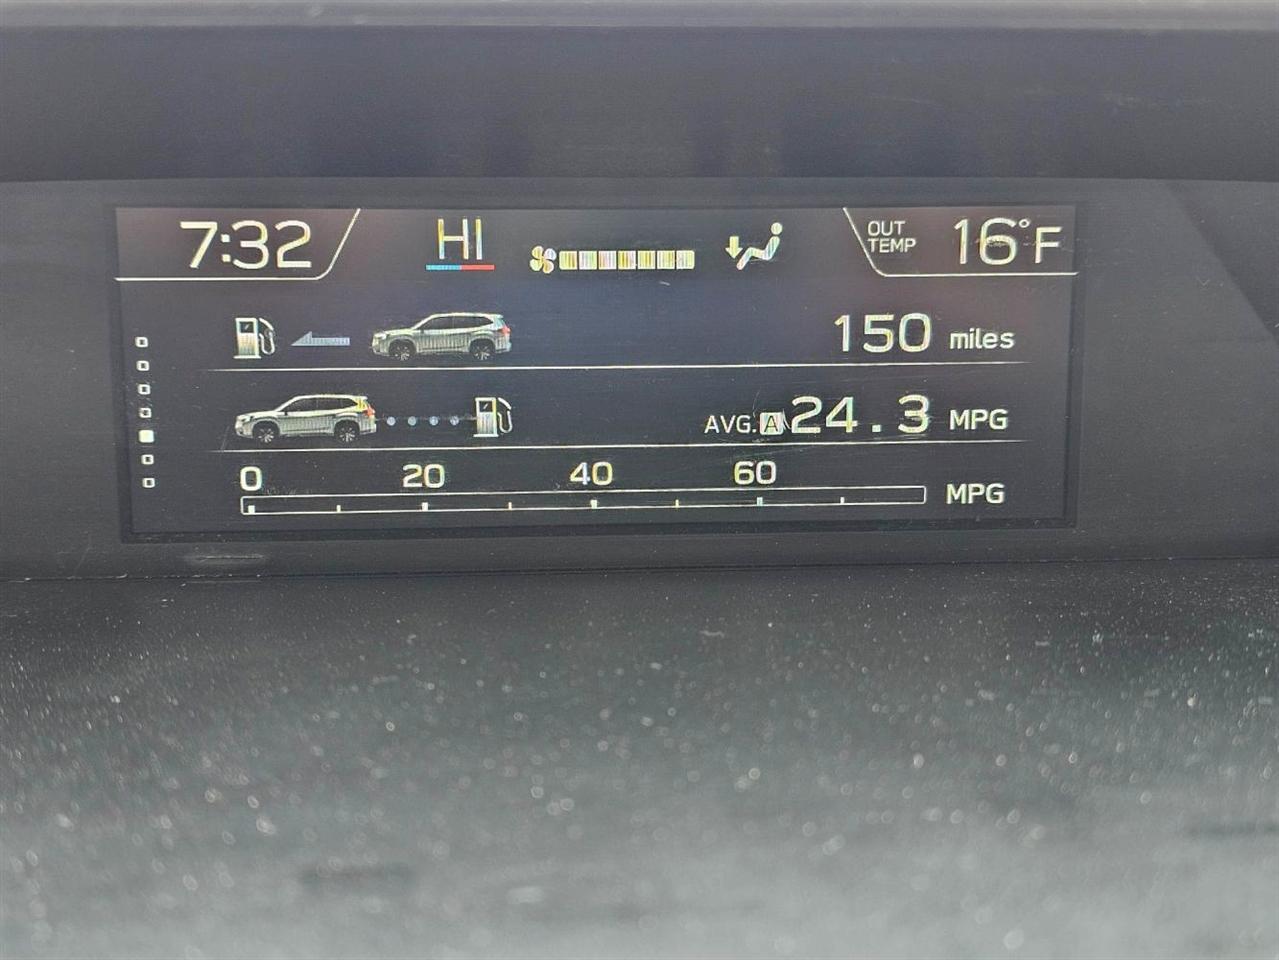 7:32 HI OUT TEMP 16°F
150 miles
AVG. A 24.3 MPG
0 20 40 60
MPG